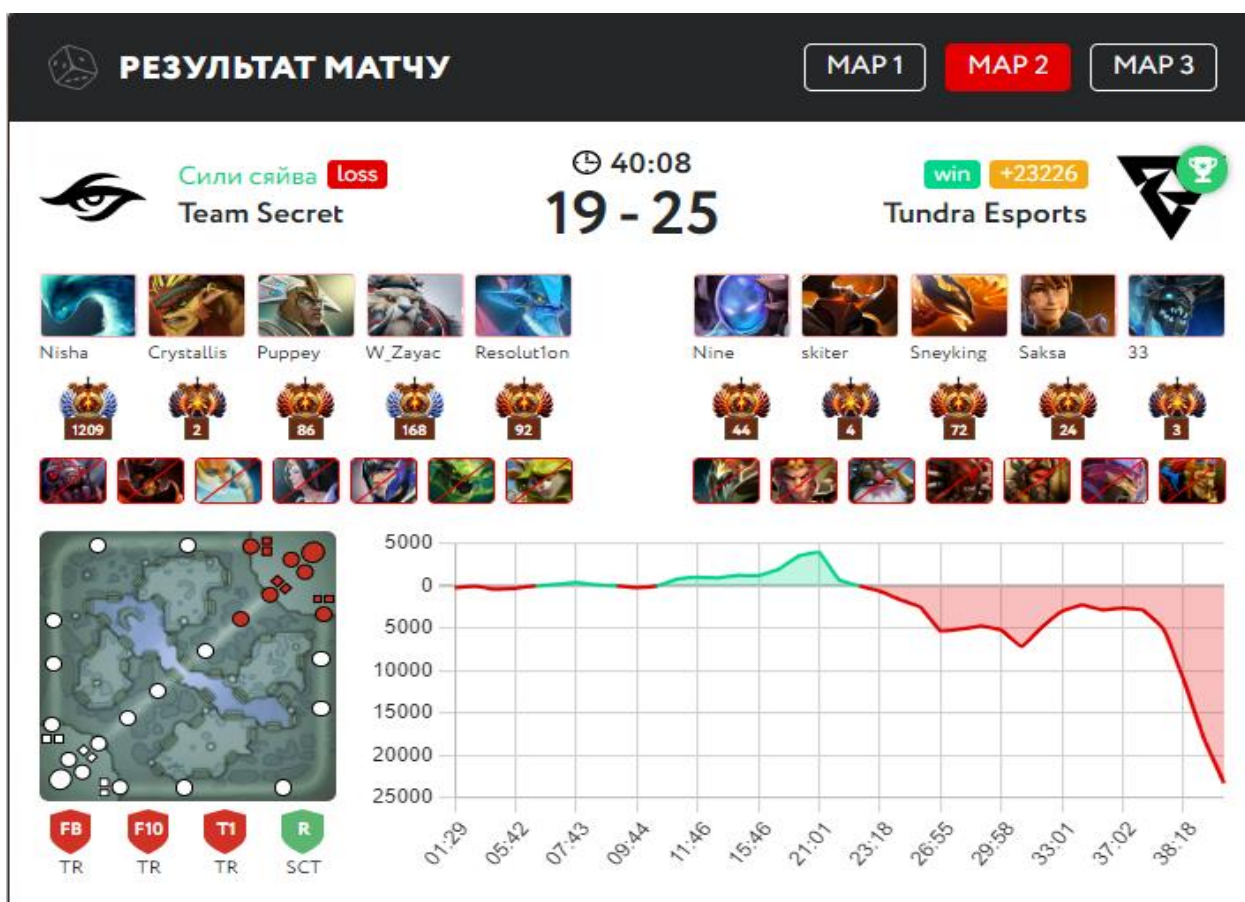 РЕЗУЛЬТАТ МАТЧУ
MAP 1 MAP 2 MAP 3
Сили сяйва loss
Team Secret
40:08
19 - 25
win +23226
Tundra Esports
Nisha Crystallis Puppey W_Zayac Resolut1on
Nine skiter Sneyking Saksa 33
1209 2 86 168 92
44 4 72 24 3
5000
0
5000
10000
15000
20000
25000
01:29 05:42 07:43 09:44 11:46 15:46 21:01 23:18 26:55 29:58 33:01 37:02 38:18
FB F10 T1 R
TR TR TR SCT